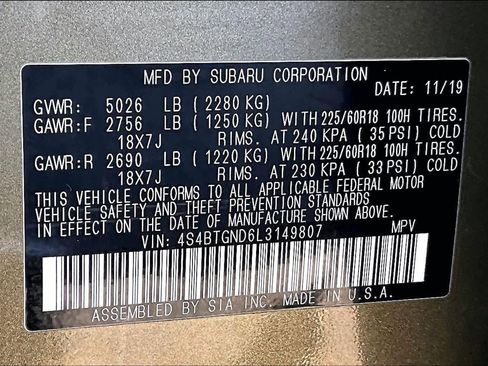 MFD BY SUBARU CORPORATION
DATE: 11/19
GVWR: 5026 LB ( 2280 KG)
GAWR:F 2756 LB ( 1250 KG) WITH 225/60R18 100H TIRES.
18X7J RIMS. AT 240 KPA ( 35 PSI) COLD
GAWR:R 2690 LB ( 1220 KG) WITH 225/60R18 100H TIRES.
18X7J RIMS. AT 230 KPA ( 33 PSI) COLD
THIS VEHICLE CONFORMS TO ALL APPLICABLE FEDERAL MOTOR
VEHICLE SAFETY AND THEFT PREVENTION STANDARDS
IN EFFECT ON THE DATE OF MANUFACTURE SHOWN ABOVE.
VIN: 4S4BTGND6L3149807 MPV
ASSEMBLED BY SIA INC. MADE IN U.S.A.